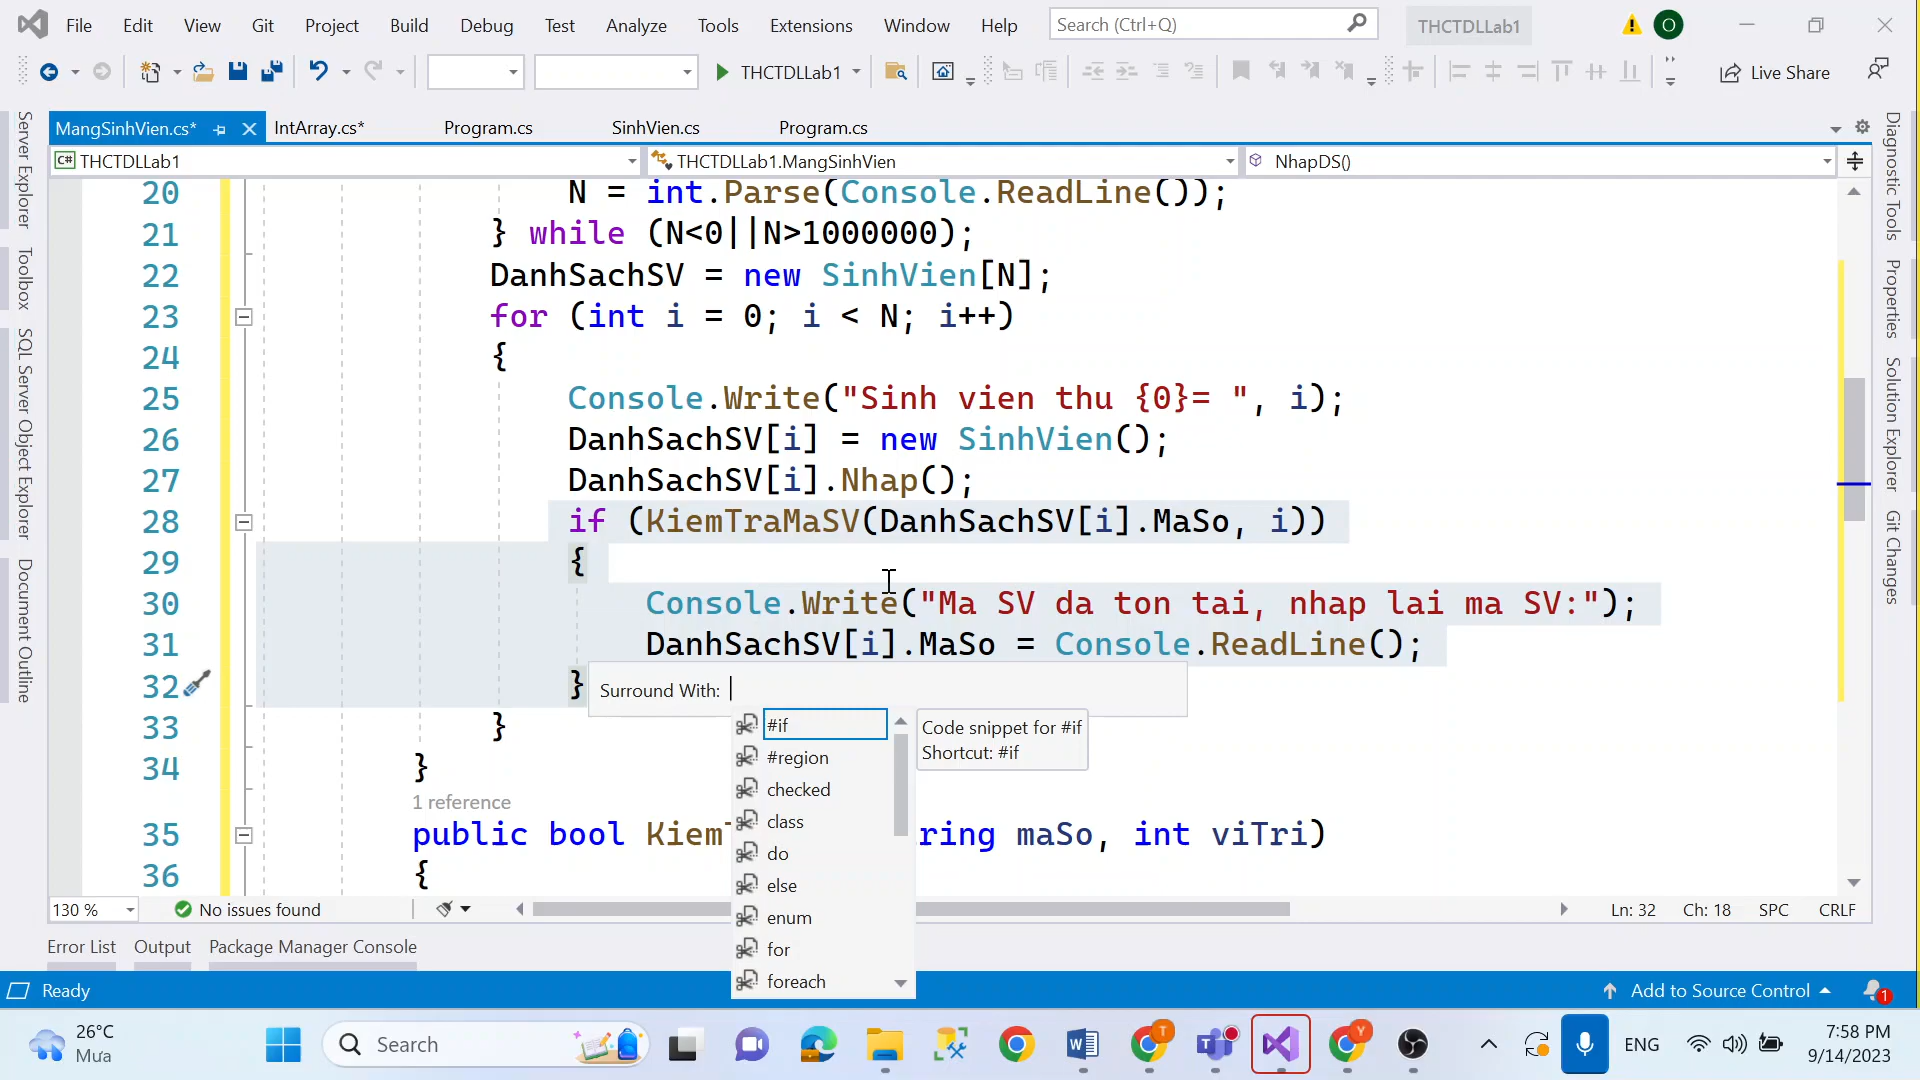 File Edit View Git Project Build Debug Test Analyze Tools Extensions Window Help Search (Ctrl+Q) THCTDLLab1 O
THCTDLLab1 Live Share
MangSinhVien.cs* IntArray.cs* Program.cs SinhVien.cs Program.cs
C# THCTDLLab1 THCTDLLab1.MangSinhVien NhapDS()
Server Explorer
Toolbox
SQL Server Object Explorer
Document Outline
20 N = int.Parse(Console.ReadLine());
21 } while (N<0||N>1000000);
22 DanhSachSV = new SinhVien[N];
23 for (int i = 0; i < N; i++)
24 {
25 Console.Write("Sinh vien thu {0}= ", i);
26 DanhSachSV[i] = new SinhVien();
27 DanhSachSV[i].Nhap();
28 if (KiemTraMaSV(DanhSachSV[i].MaSo, i))
29 {
30 Console.Write("Ma SV da ton tai, nhap lai ma SV:");
31 DanhSachSV[i].MaSo = Console.ReadLine();
32 }
Surround With:
#if
#region
checked
class
do
else
enum
for
foreach
Code snippet for #if
Shortcut: #if
33 }
34 }
1 reference
35 public bool Kiem ring maSo, int viTri)
36 {
Diagnostic Tools
Properties
Solution Explorer
Git Changes
130 % No issues found Ln: 32 Ch: 18 SPC CRLF
Error List Output Package Manager Console
Ready Add to Source Control 1
26°C
Mưa
Search
T
T
Y
ENG
7:58 PM
9/14/2023